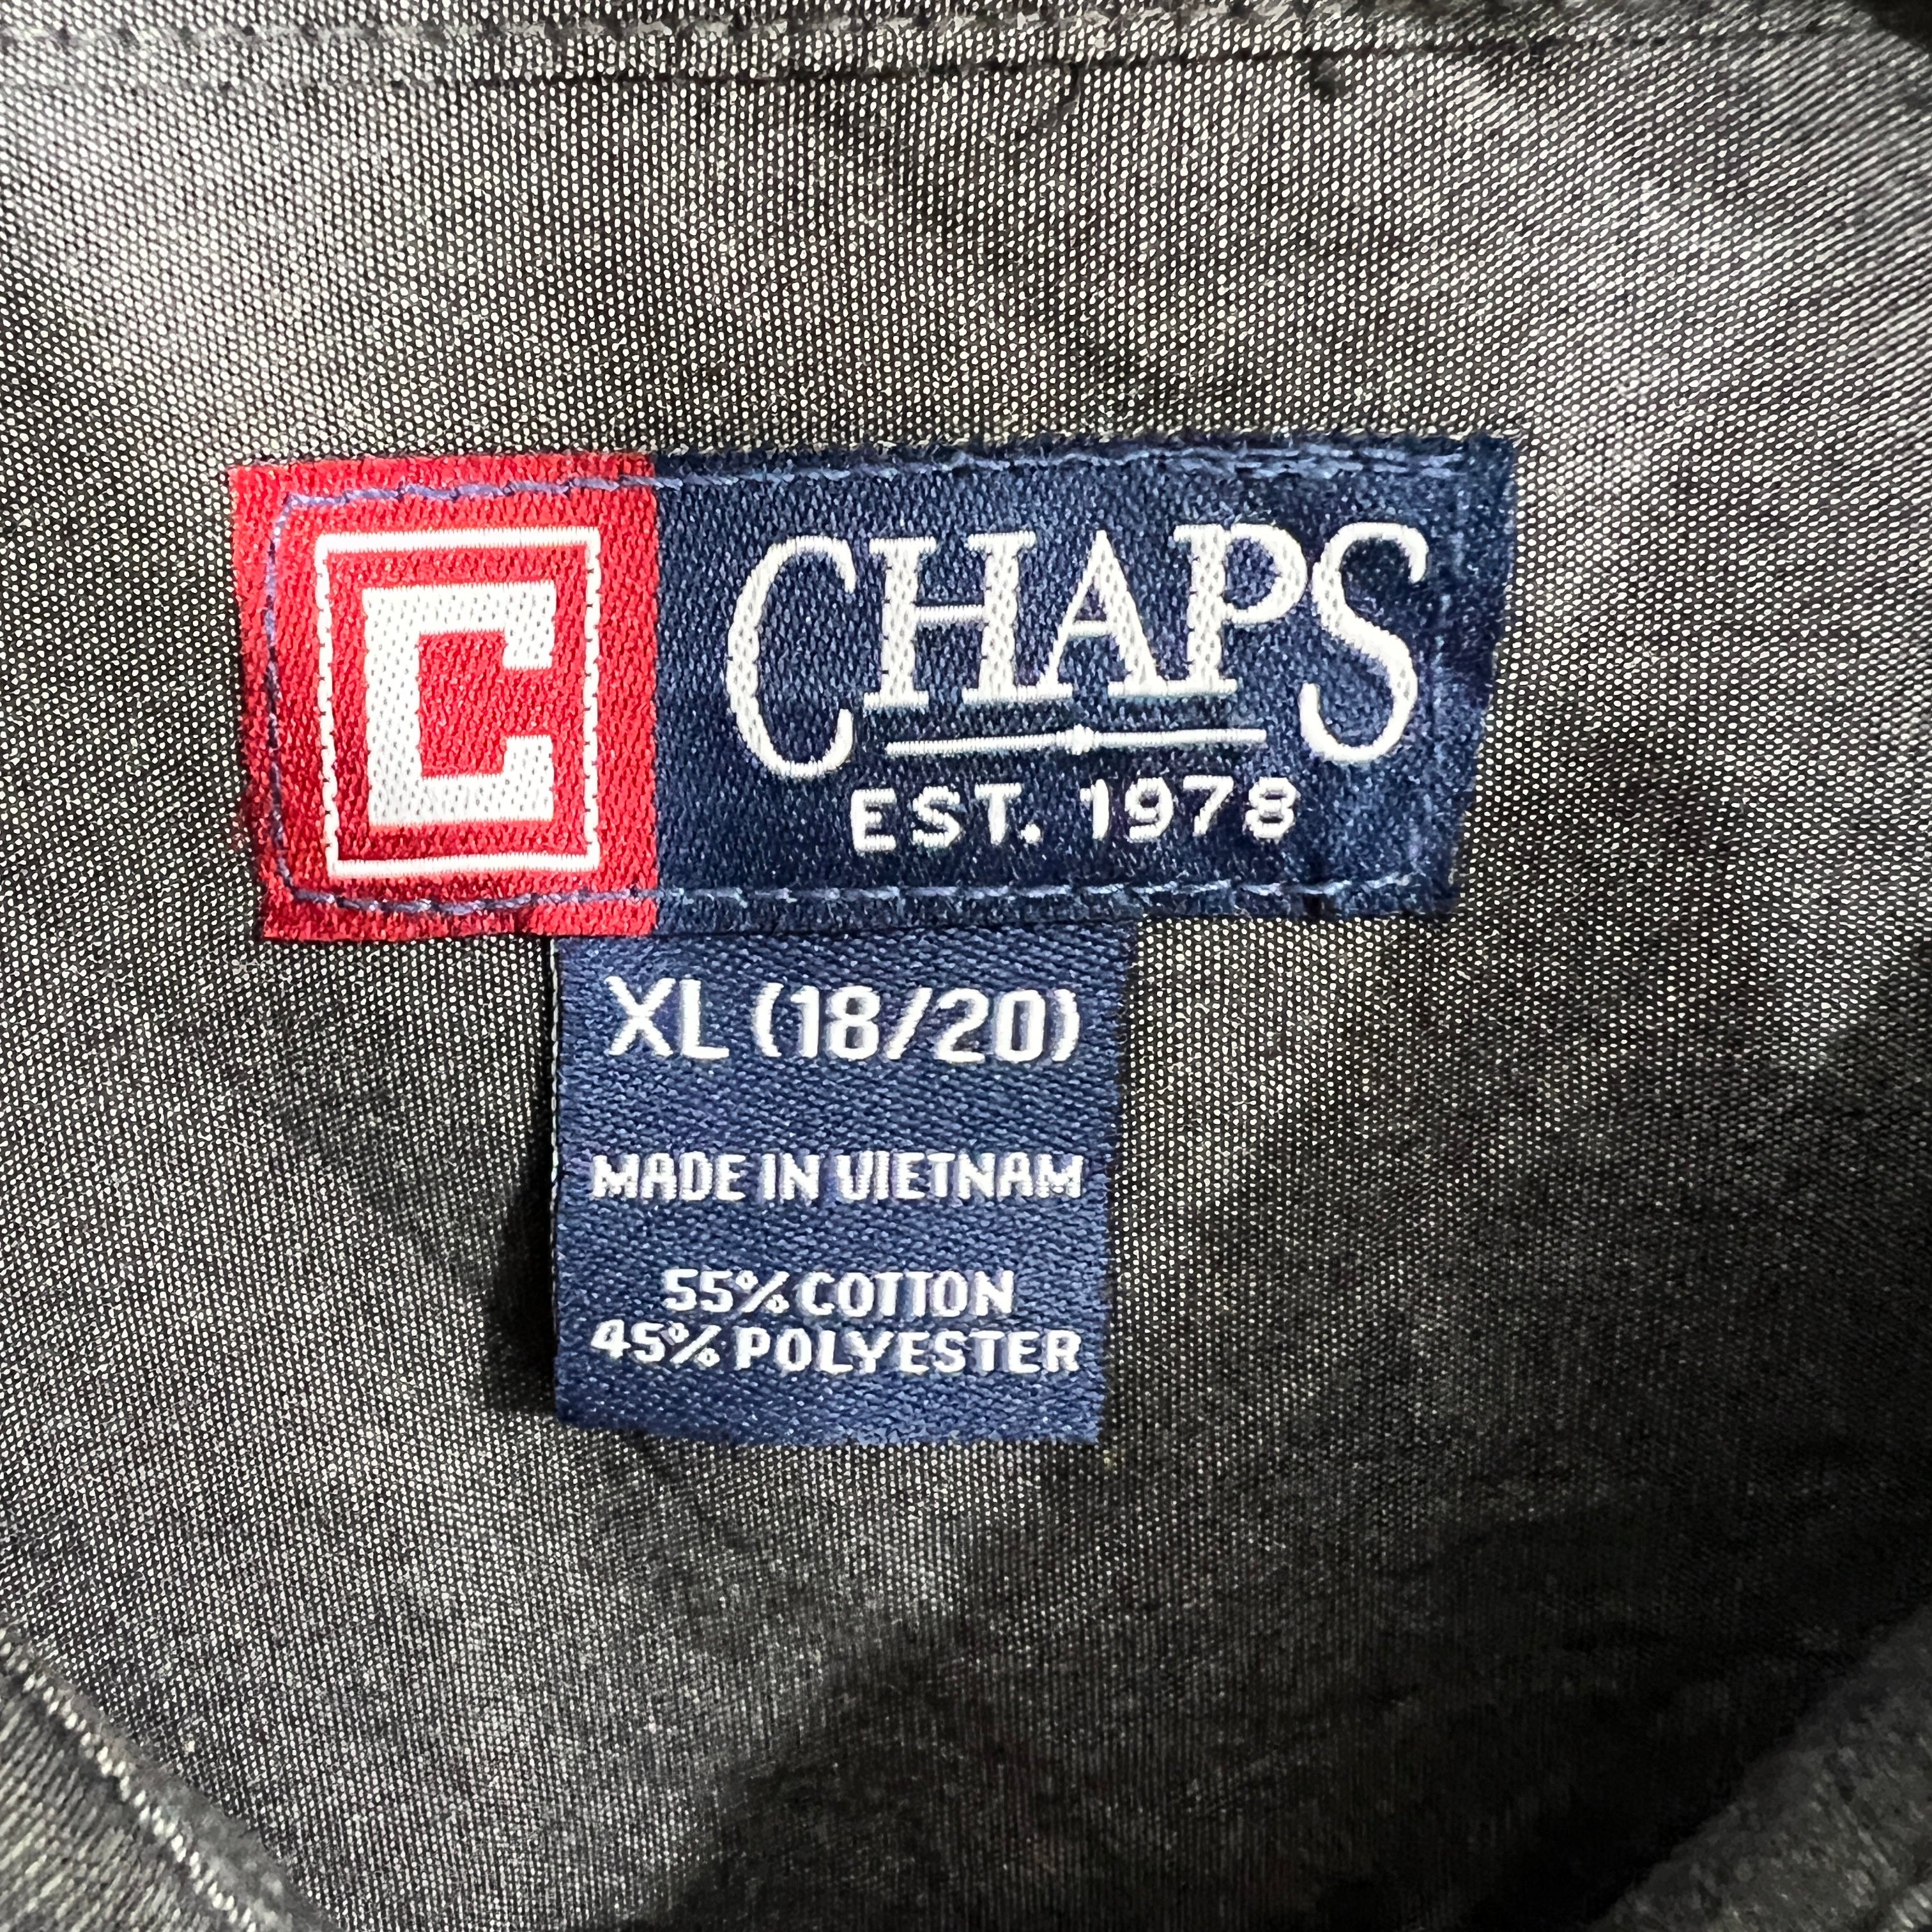 C
CHAPS
EST. 1978
XL (18/20)
MADE IN VIETNAM
55% COTTON
45% POLYESTER